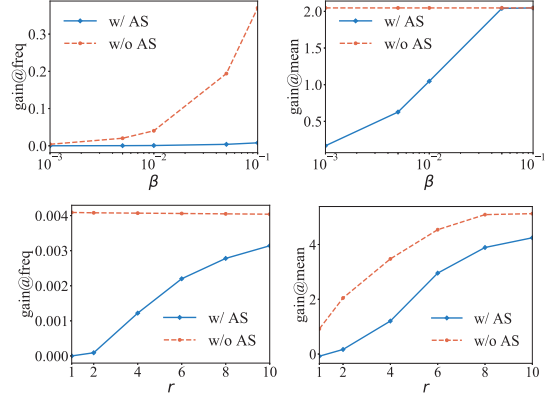 gain@freq
0.3
0.2
0.1
0.0
w/ AS
w/o AS
10⁻³
10⁻²
10⁻¹
β
gain@mean
2.0
1.5
1.0
0.5
w/ AS
w/o AS
10⁻³
10⁻²
10⁻¹
β
gain@freq
0.004
0.003
0.002
0.001
0.000
w/ AS
w/o AS
1 2 4 6 8 10
r
gain@mean
4
2
0
w/ AS
w/o AS
1 2 4 6 8 10
r